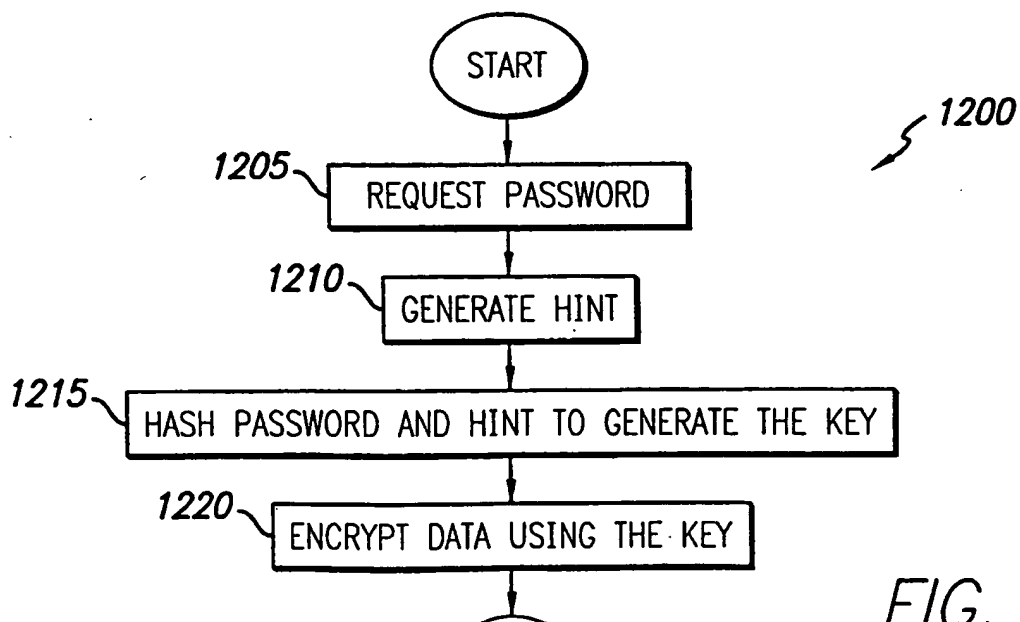 START
1200
1205
REQUEST PASSWORD
1210
GENERATE HINT
1215
HASH PASSWORD AND HINT TO GENERATE THE KEY
1220
ENCRYPT DATA USING THE KEY
FIG.